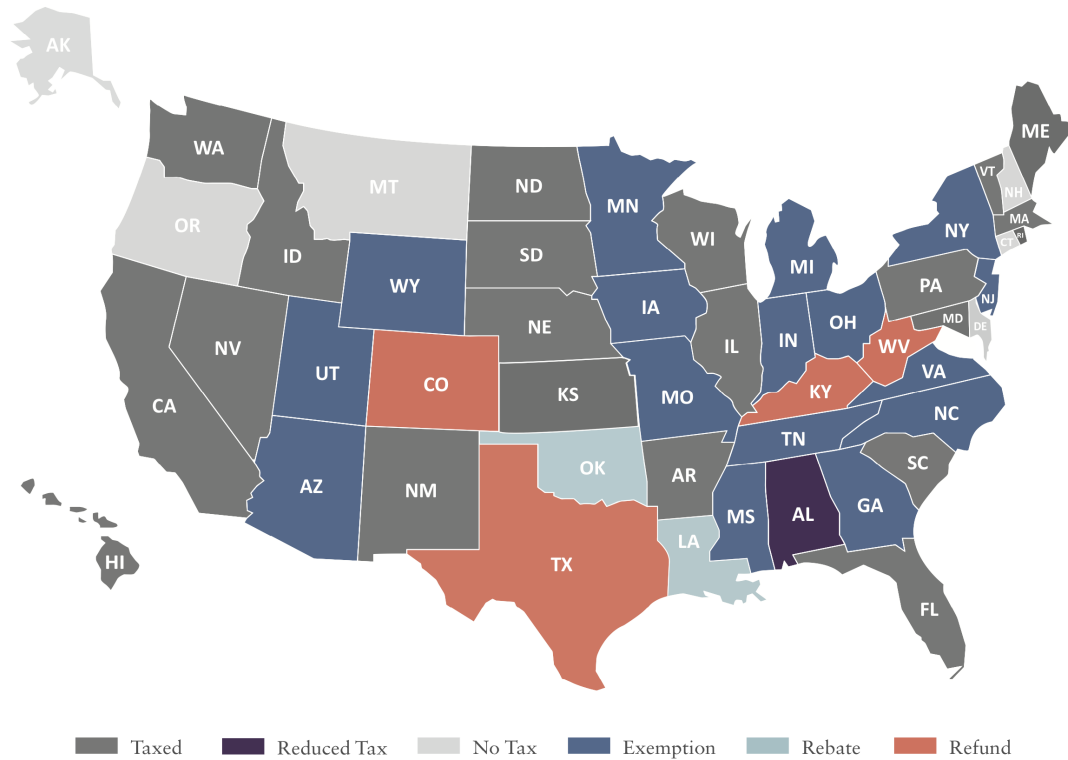 AK
WA
ME
MT
ND
VT
NH
MN
OR
MA
WI
NY
CT
RI
ID
SD
MI
WY
PA
NJ
IA
NE
OH
MD
DE
IN
NV
IL
WV
UT
CO
VA
KS
KY
CA
MO
NC
TN
OK
SC
AR
AZ
NM
GA
MS
AL
LA
HI
TX
FL
Taxed
Reduced Tax
No Tax
Exemption
Rebate
Refund